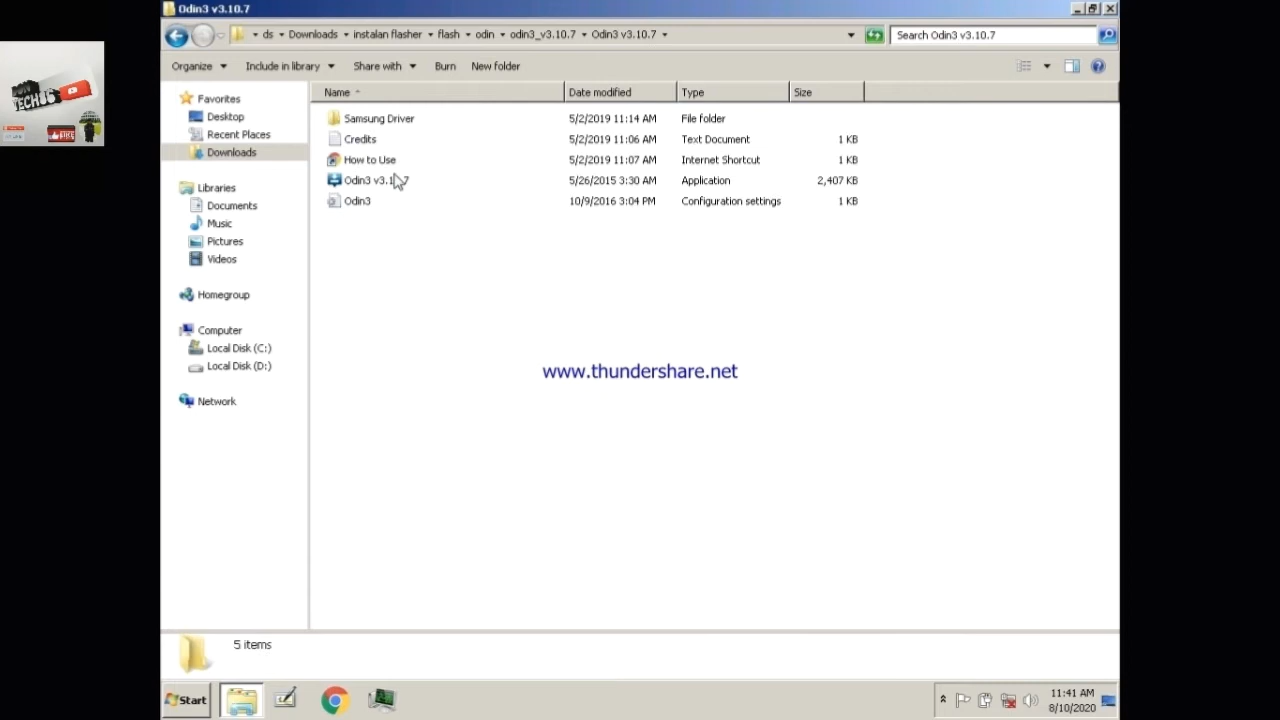 Odin3 v3.10.7
ds Downloads instalan flasher flash odin odin3_v3.10.7 Odin3 v3.10.7
Search Odin3 v3.10.7
Organize Include in library Share with Burn New folder
TECH
LIKE
Name Date modified Type Size
Favorites
Desktop
Recent Places
Downloads
Libraries
Documents
Music
Pictures
Videos
Homegroup
Computer
Local Disk (C:)
Local Disk (D:)
Network
Samsung Driver 5/2/2019 11:14 AM File folder
Credits 5/2/2019 11:06 AM Text Document 1 KB
How to Use 5/2/2019 11:07 AM Internet Shortcut 1 KB
Odin3 v3.1 7 5/26/2015 3:30 AM Application 2,407 KB
Odin3 10/9/2016 3:04 PM Configuration settings 1 KB
www.thundershare.net
5 items
Start
11:41 AM
8/10/2020